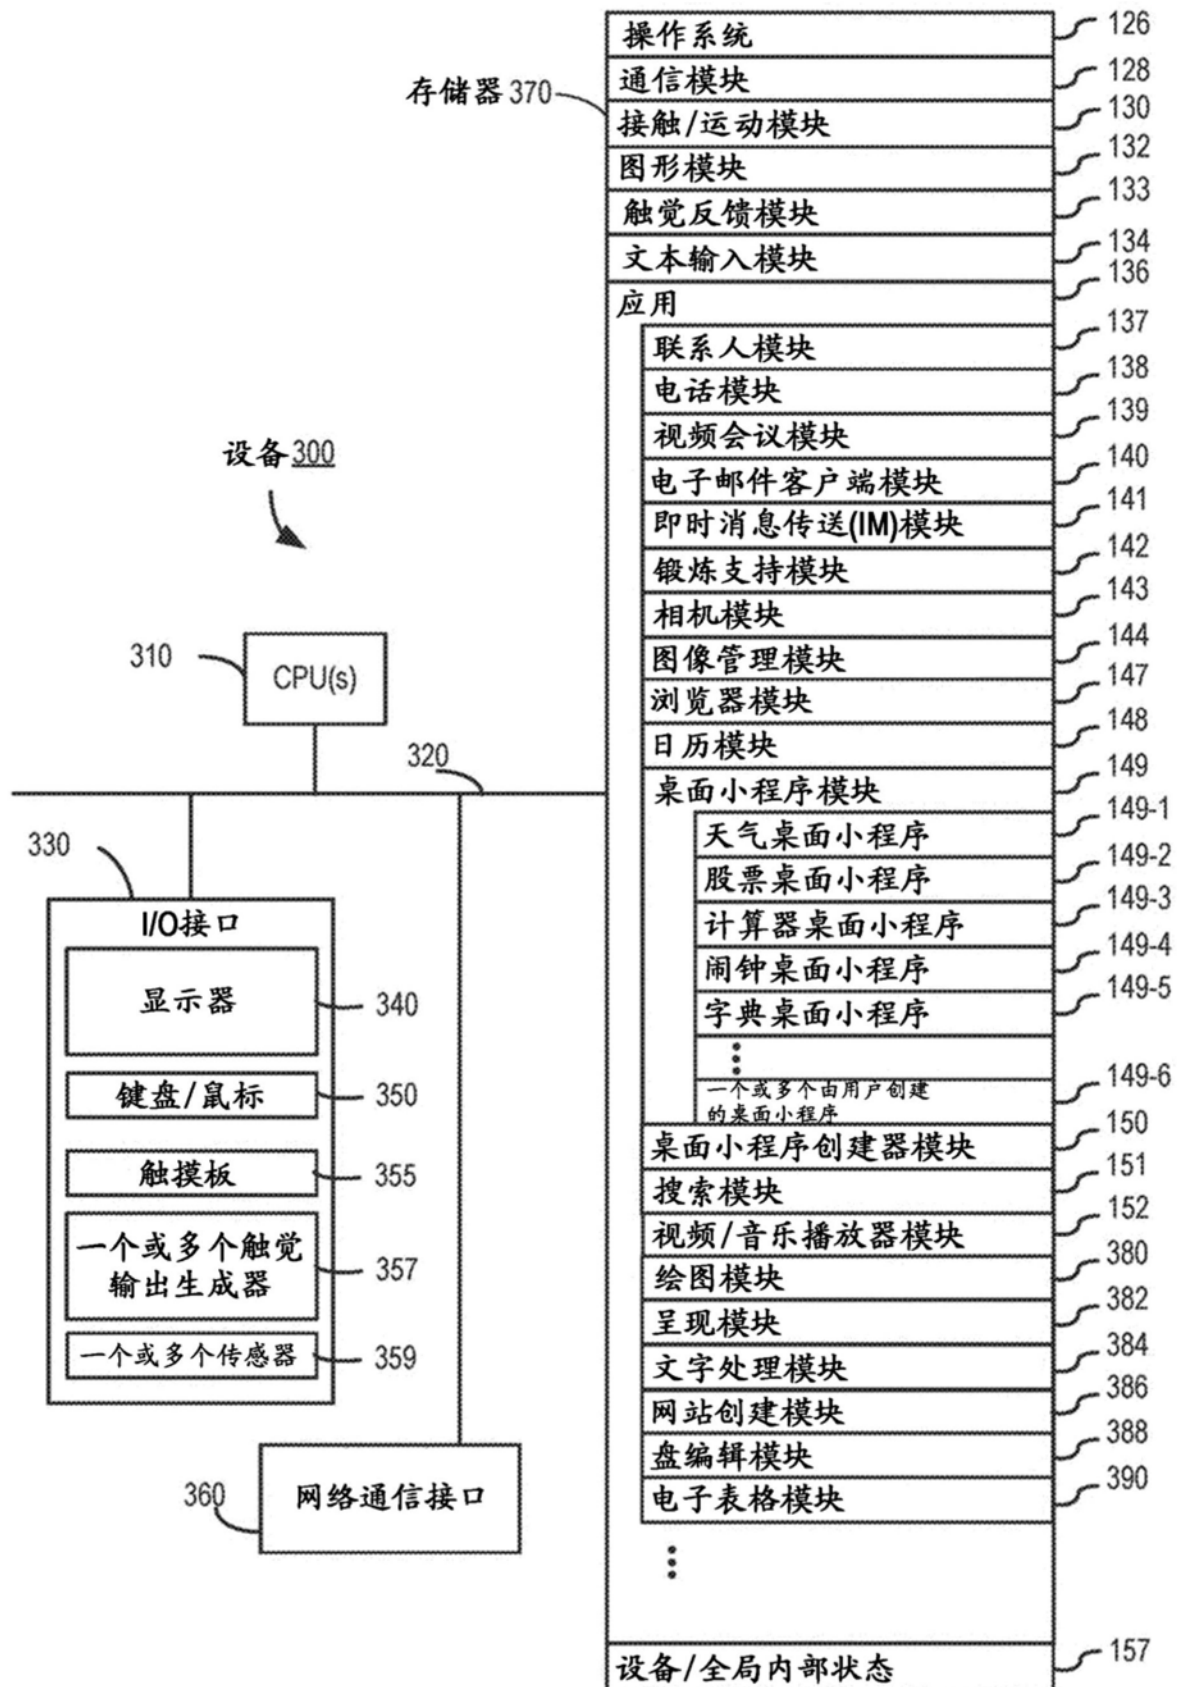 操作系统 126
通信模块 128
存储器 370
接触/运动模块 130
图形模块 132
触觉反馈模块 133
文本输入模块 134
应用 136
联系人模块 137
电话模块 138
视频会议模块 139
电子邮件客户端模块 140
即时消息传送(IM)模块 141
锻炼支持模块 142
相机模块 143
图像管理模块 144
浏览器模块 147
日历模块 148
桌面小程序模块 149
天气桌面小程序 149-1
股票桌面小程序 149-2
计算器桌面小程序 149-3
闹钟桌面小程序 149-4
字典桌面小程序 149-5
一个或多个由用户创建 149-6
的桌面小程序
桌面小程序创建器模块 150
搜索模块 151
视频/音乐播放器模块 152
绘图模块 380
呈现模块 382
文字处理模块 384
网站创建模块 386
盘编辑模块 388
电子表格模块 390
设备/全局内部状态 157
设备 300
310 CPU(s)
320
330
I/O接口
显示器 340
键盘/鼠标 350
触摸板 355
一个或多个触觉
输出生成器 357
一个或多个传感器 359
360 网络通信接口